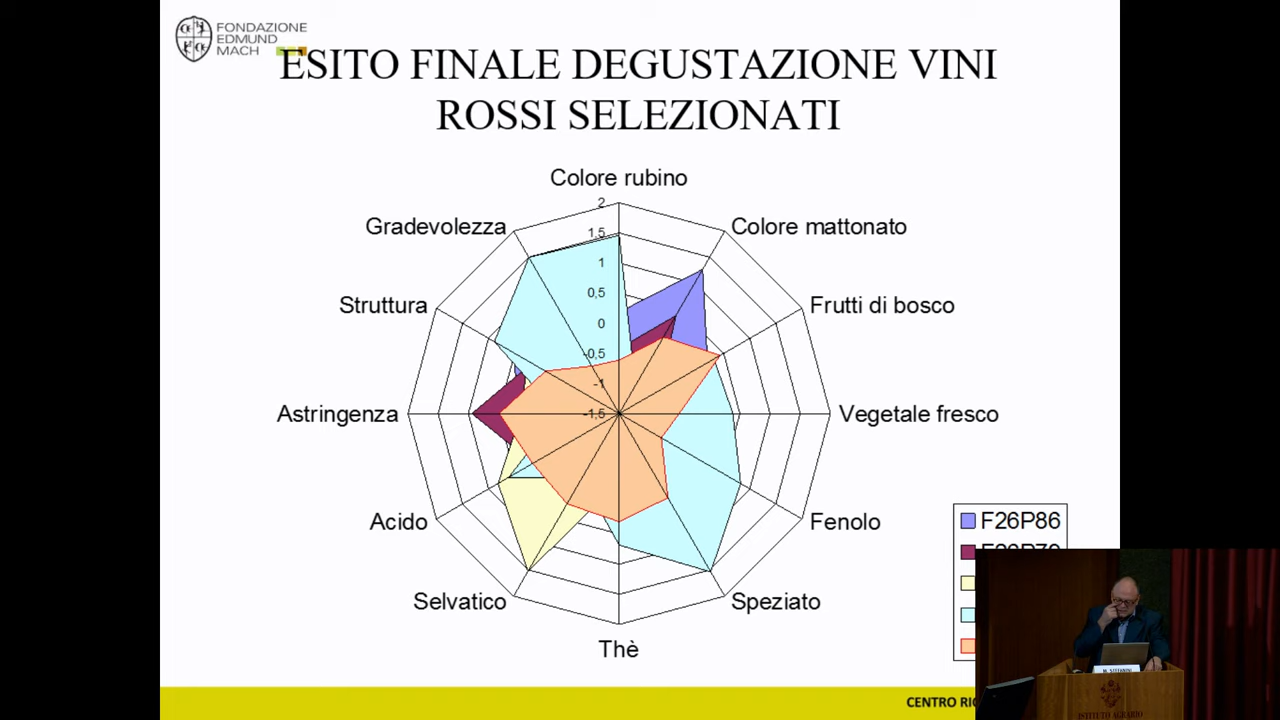 FONDAZIONE
EDMUND
MACH
ESITO FINALE DEGUSTAZIONE VINI
ROSSI SELEZIONATI
Colore rubino
2
Gradevolezza
1,5
Colore mattonato
1
0,5
Struttura
Frutti di bosco
0
-0,5
-1
Astringenza
-1,5
Vegetale fresco
Acido
Fenolo
F26P86
Selvatico
Speziato
Thè
CENTRO
ISTITUTO AGRARIO